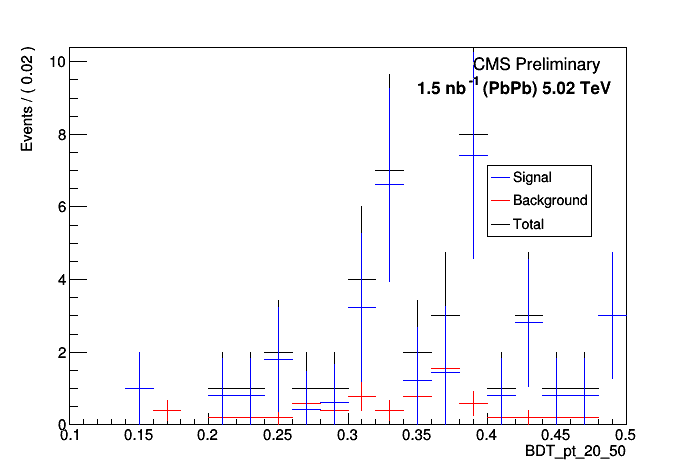 CMS Preliminary
1.5 nb-1 (PbPb) 5.02 TeV
Events / ( 0.02 )
10
8
6
4
2
0
Signal
Background
Total
0.1 0.15 0.2 0.25 0.3 0.35 0.4 0.45 0.5
BDT_pt_20_50